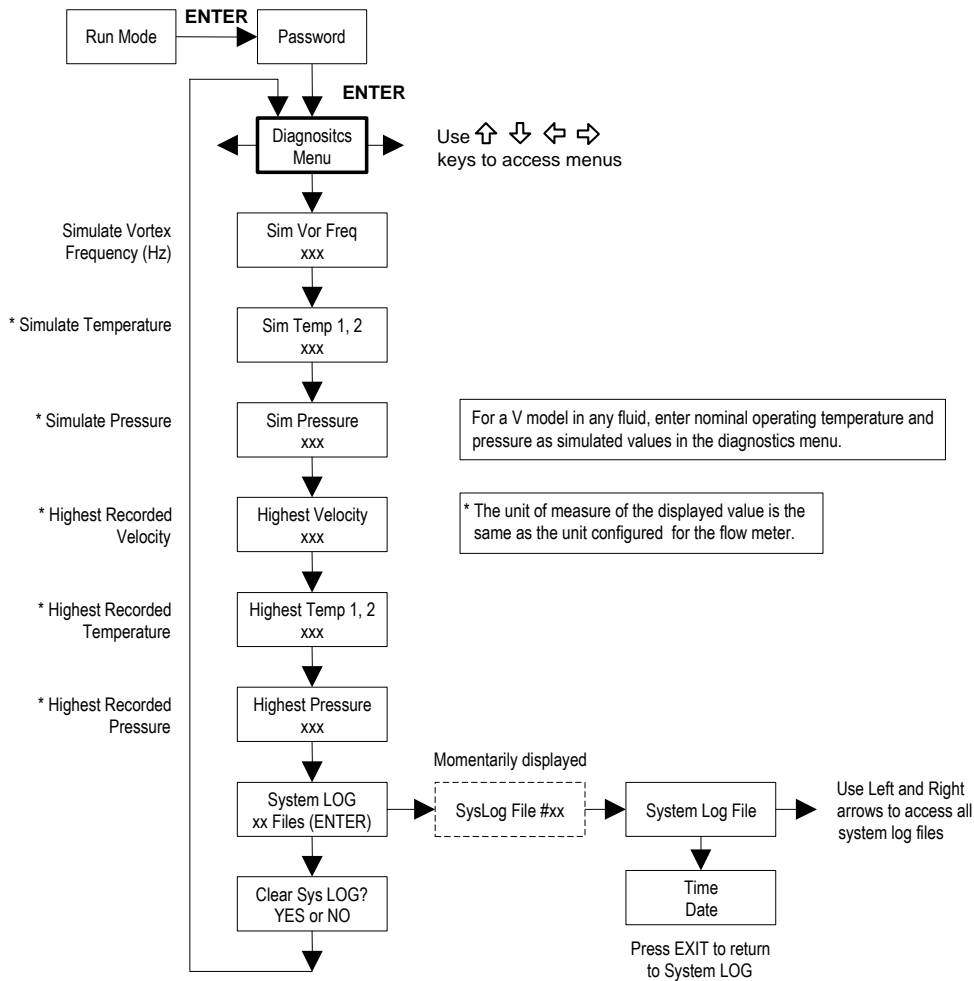 Run Mode
ENTER
Password
ENTER
Diagnositcs
Menu
Use ⇧ ⇩ ⇦ ⇨
keys to access menus
Simulate Vortex
Frequency (Hz)
Sim Vor Freq
xxx
* Simulate Temperature
Sim Temp 1, 2
xxx
* Simulate Pressure
Sim Pressure
xxx
For a V model in any fluid, enter nominal operating temperature and
pressure as simulated values in the diagnostics menu.
* Highest Recorded
Velocity
Highest Velocity
xxx
* The unit of measure of the displayed value is the
same as the unit configured for the flow meter.
* Highest Recorded
Temperature
Highest Temp 1, 2
xxx
* Highest Recorded
Pressure
Highest Pressure
xxx
System LOG
xx Files (ENTER)
Momentarily displayed
SysLog File #xx
System Log File
Use Left and Right
arrows to access all
system log files
Clear Sys LOG?
YES or NO
Time
Date
Press EXIT to return
to System LOG